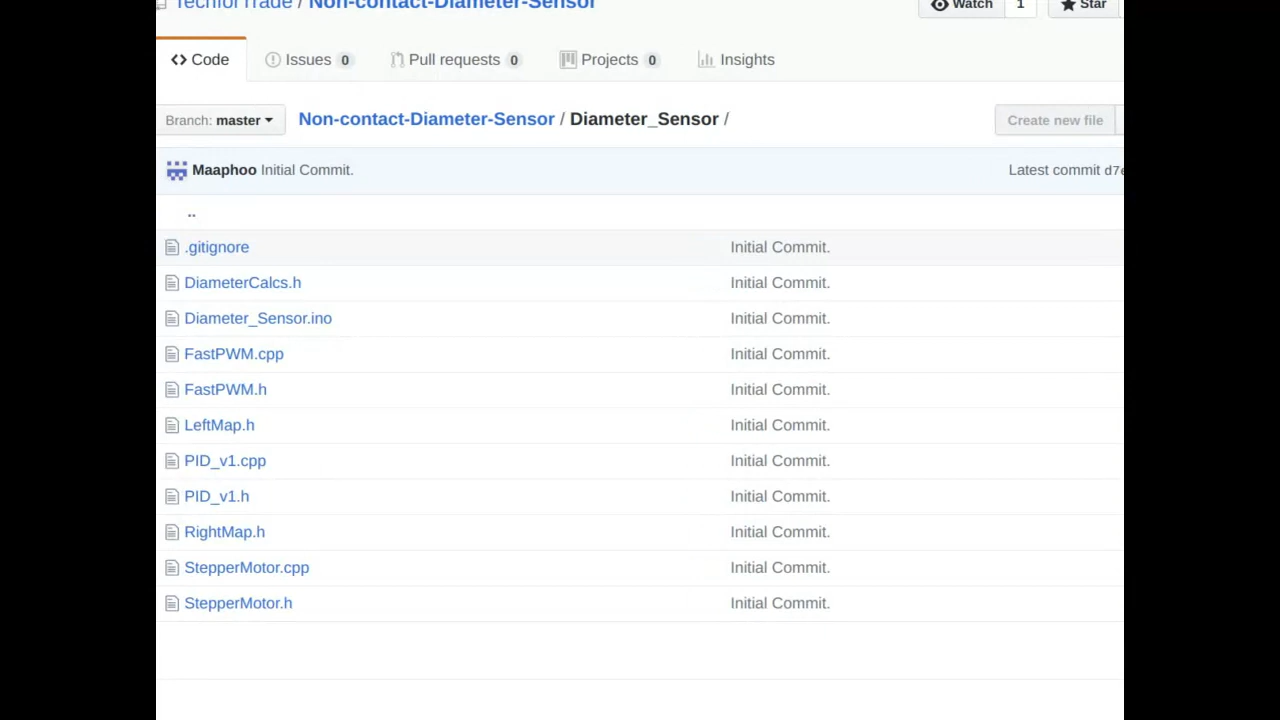 TechforTrade / Non-contact-Diameter-Sensor Watch 1 Star
Code Issues 0 Pull requests 0 Projects 0 Insights
Branch: master Non-contact-Diameter-Sensor / Diameter_Sensor / Create new file
Maaphoo Initial Commit. Latest commit d7e
..
.gitignore Initial Commit.
DiameterCalcs.h Initial Commit.
Diameter_Sensor.ino Initial Commit.
FastPWM.cpp Initial Commit.
FastPWM.h Initial Commit.
LeftMap.h Initial Commit.
PID_v1.cpp Initial Commit.
PID_v1.h Initial Commit.
RightMap.h Initial Commit.
StepperMotor.cpp Initial Commit.
StepperMotor.h Initial Commit.